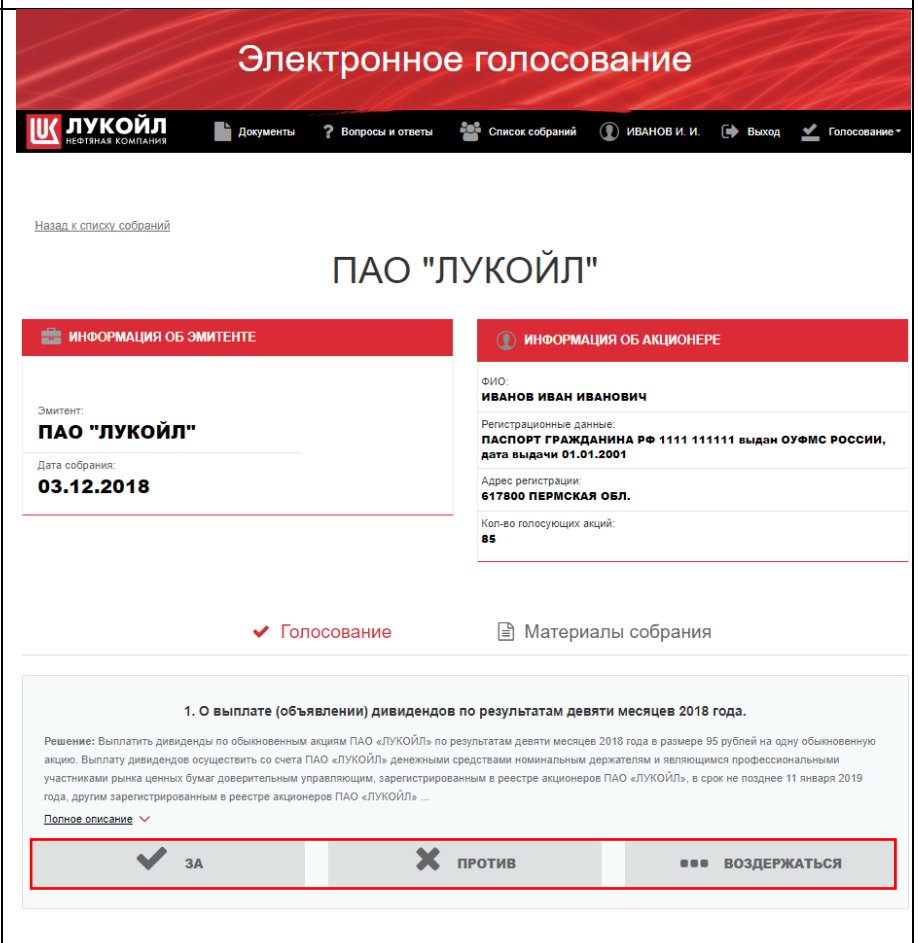 Электронное голосование
ЛУКОЙЛ
НЕФТЯНАЯ КОМПАНИЯ
Документы
? Вопросы и ответы
Список собраний
ИВАНОВ И. И.
Выход
Голосование
Назад к списку собраний
ПАО "ЛУКОЙЛ"
ИНФОРМАЦИЯ ОБ ЭМИТЕНТЕ
Эмитент:
ПАО "ЛУКОЙЛ"
Дата собрания:
03.12.2018
ИНФОРМАЦИЯ ОБ АКЦИОНЕРЕ
ФИО:
ИВАНОВ ИВАН ИВАНОВИЧ
Регистрационные данные:
ПАСПОРТ ГРАЖДАНИНА РФ 1111 111111 выдан ОУФМС РОССИИ,
дата выдачи 01.01.2001
Адрес регистрации:
617800 ПЕРМСКАЯ ОБЛ.
Кол-во голосующих акций:
85
Голосование
Материалы собрания
1. О выплате (объявлении) дивидендов по результатам девяти месяцев 2018 года.
Решение: Выплатить дивиденды по обыкновенным акциям ПАО «ЛУКОЙЛ» по результатам девяти месяцев 2018 года в размере 95 рублей на одну обыкновенную
акцию. Выплату дивидендов осуществить со счета ПАО «ЛУКОЙЛ» денежными средствами номинальным держателям и являющимся профессиональными
участниками рынка ценных бумаг доверительным управляющим, зарегистрированным в реестре акционеров ПАО «ЛУКОЙЛ», в срок не позднее 11 января 2019
года, другим зарегистрированным в реестре акционеров ПАО «ЛУКОЙЛ» ...
Полное описание
ЗА
ПРОТИВ
ВОЗДЕРЖАТЬСЯ